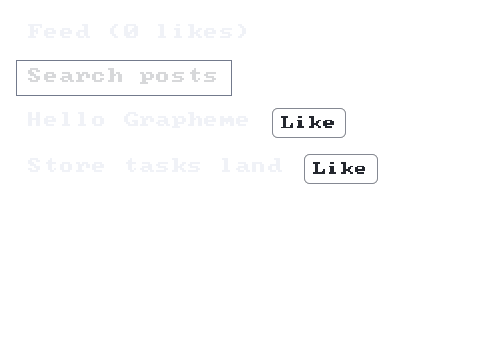 Feed (0 likes)
Search posts
Hello Grapheme Like
Store tasks land Like